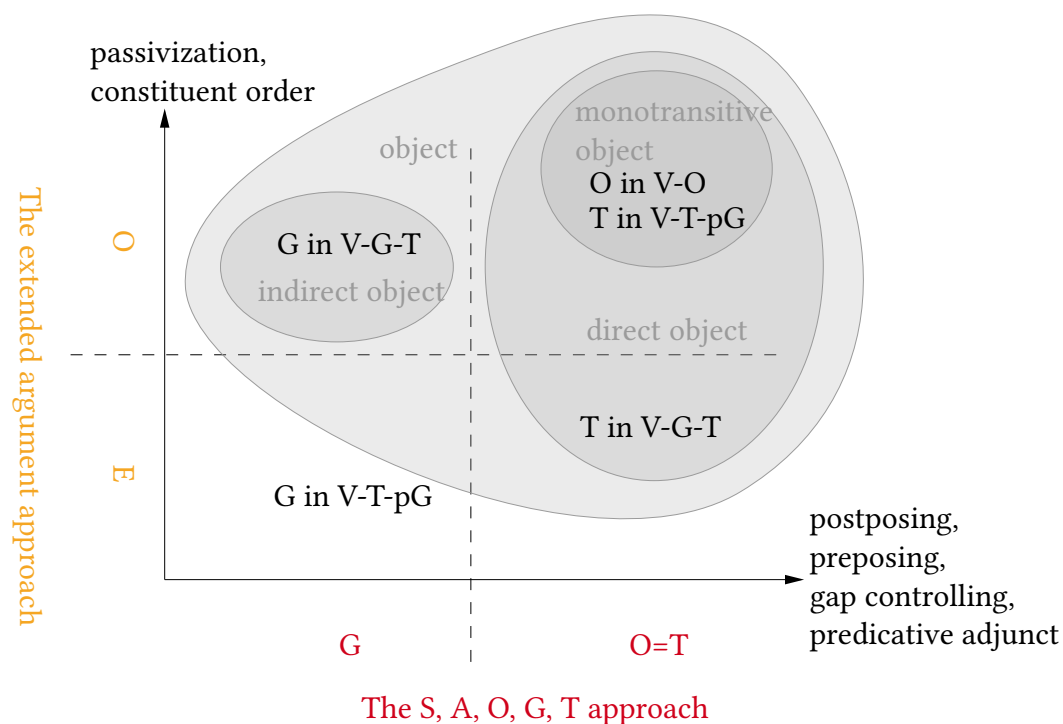 passivization,
constituent order
monotransitive
object
object
O in V-O
T in V-T-pG
The extended argument approach
O
G in V-G-T
indirect object
direct object
T in V-G-T
E
G in V-T-pG
postposing,
preposing,
gap controlling,
predicative adjunct
G
O=T
The S, A, O, G, T approach